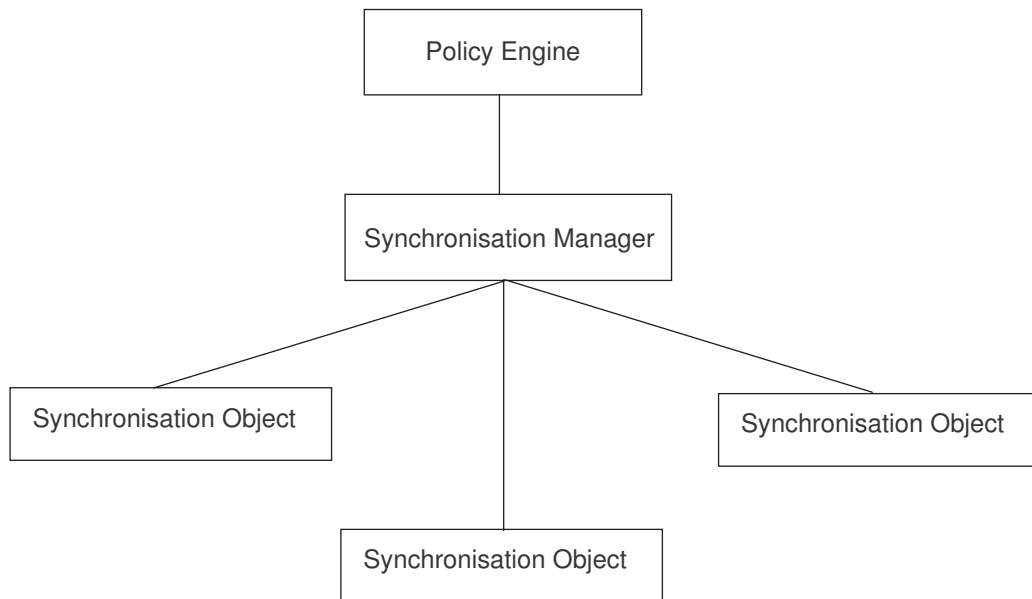 Policy Engine
Synchronisation Manager
Synchronisation Object
Synchronisation Object
Synchronisation Object